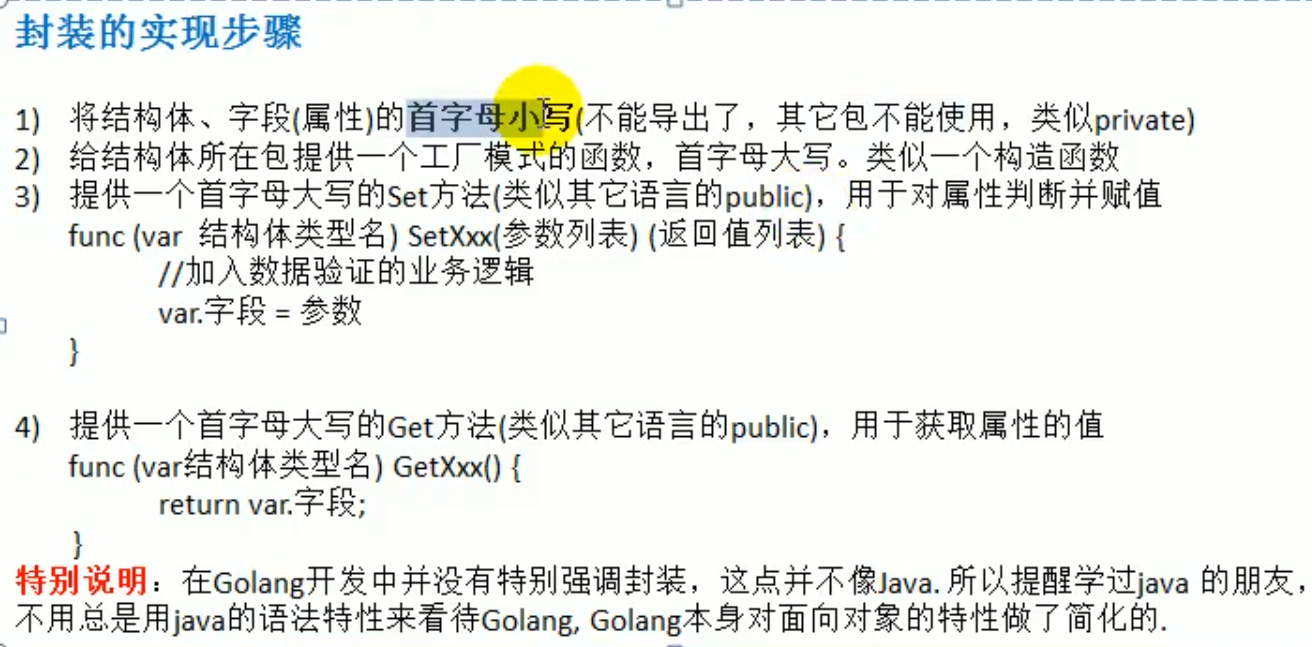 封装的实现步骤
1) 将结构体、字段(属性)的首字母小写(不能导出了，其它包不能使用，类似private)
2) 给结构体所在包提供一个工厂模式的函数，首字母大写。类似一个构造函数
3) 提供一个首字母大写的Set方法(类似其它语言的public)，用于对属性判断并赋值
func (var 结构体类型名) SetXxx(参数列表) (返回值列表) {
//加入数据验证的业务逻辑
var.字段 = 参数
}
4) 提供一个首字母大写的Get方法(类似其它语言的public)，用于获取属性的值
func (var结构体类型名) GetXxx() {
return var.字段;
}
特别说明：在Golang开发中并没有特别强调封装，这点并不像Java. 所以提醒学过java 的朋友，
不用总是用java的语法特性来看待Golang, Golang本身对面向对象的特性做了简化的.